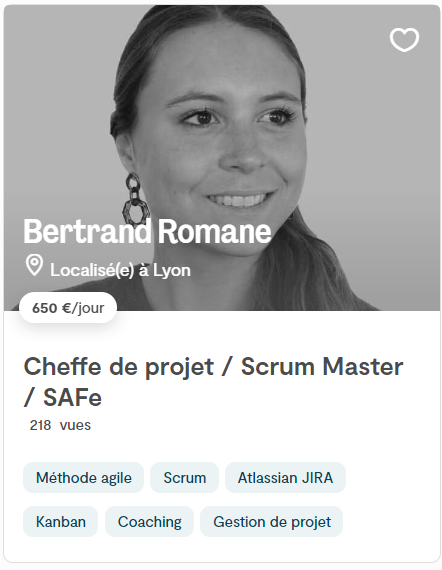 Bertrand Romane
Localisé(e) à Lyon
650 €/jour
Cheffe de projet / Scrum Master
/ SAFe
218 vues
Méthode agile Scrum Atlassian JIRA
Kanban Coaching Gestion de projet